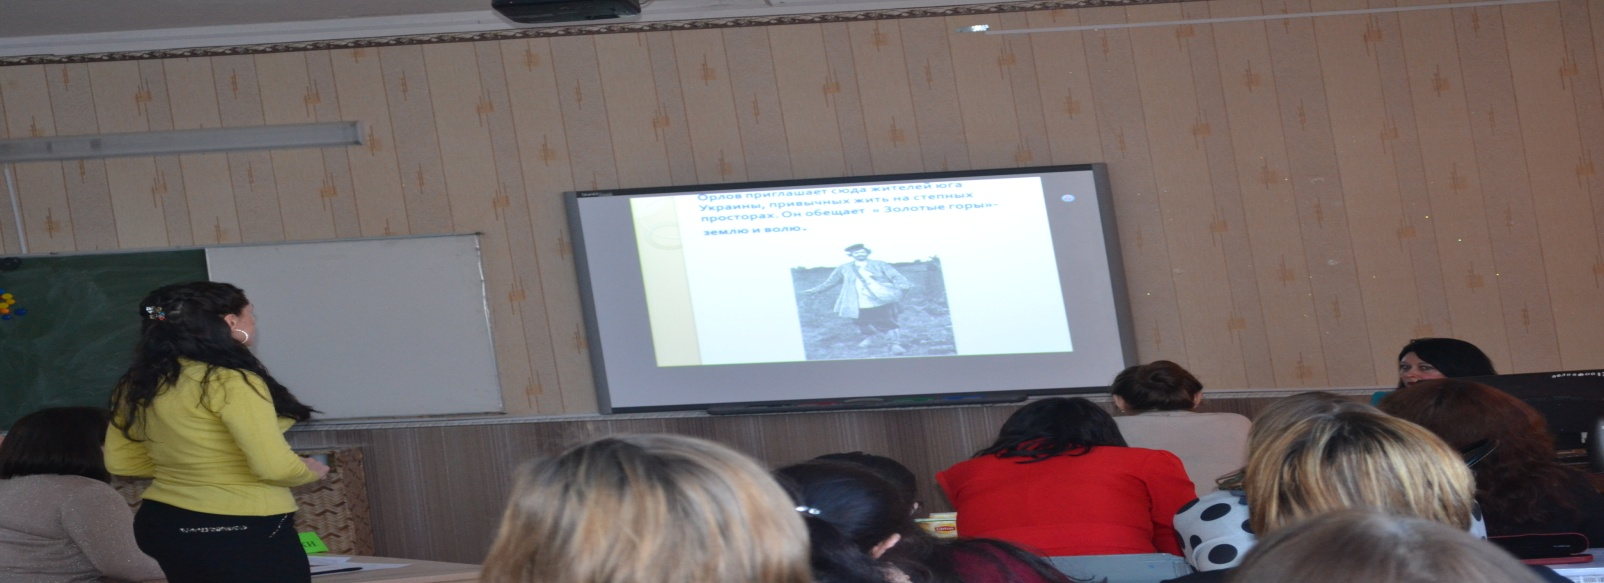 Орлов приглашает сюда жителей юга
Украины, привычных жить на степных
просторах. Он обещает « Золотые горы»-
землю и волю.